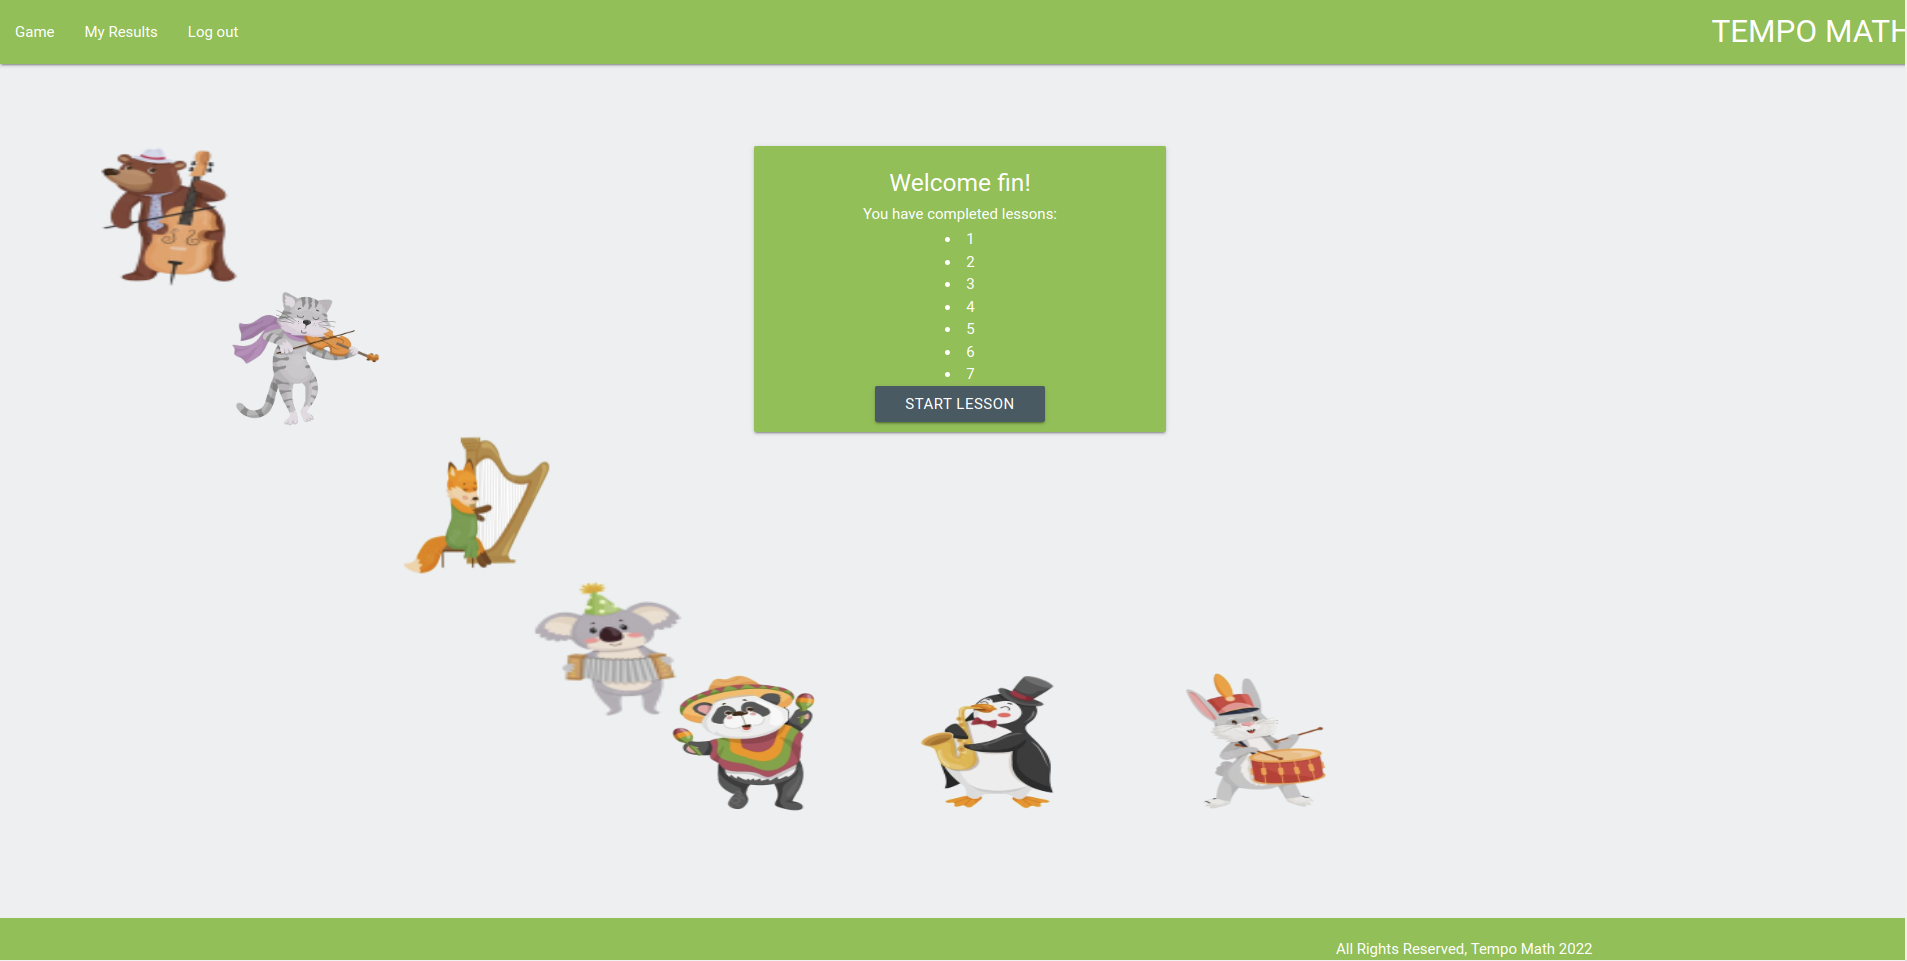 Game My Results Log out TEMPO MATH
Welcome fin!
You have completed lessons:
• 1
• 2
• 3
• 4
• 5
• 6
• 7
START LESSON
All Rights Reserved, Tempo Math 2022